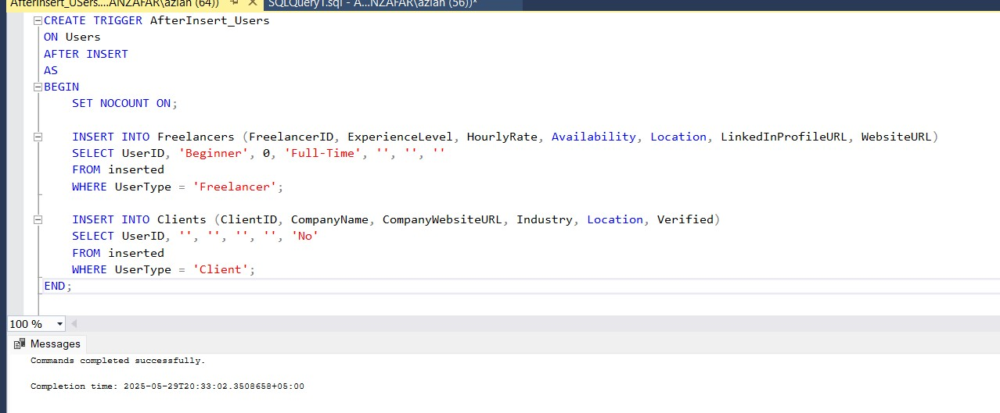 AfterInsert_USers....ANZAFAR\azlan (64))
SQLQuery1.sql - A...NZAFAR\azlan (56))*
CREATE TRIGGER AfterInsert_Users
ON Users
AFTER INSERT
AS
BEGIN
SET NOCOUNT ON;
INSERT INTO Freelancers (FreelancerID, ExperienceLevel, HourlyRate, Availability, Location, LinkedInProfileURL, WebsiteURL)
SELECT UserID, 'Beginner', 0, 'Full-Time', '', '', ''
FROM inserted
WHERE UserType = 'Freelancer';
INSERT INTO Clients (ClientID, CompanyName, CompanyWebsiteURL, Industry, Location, Verified)
SELECT UserID, '', '', '', '', 'No'
FROM inserted
WHERE UserType = 'Client';
END;
100 %
Messages
Commands completed successfully.
Completion time: 2025-05-29T20:33:02.3508658+05:00